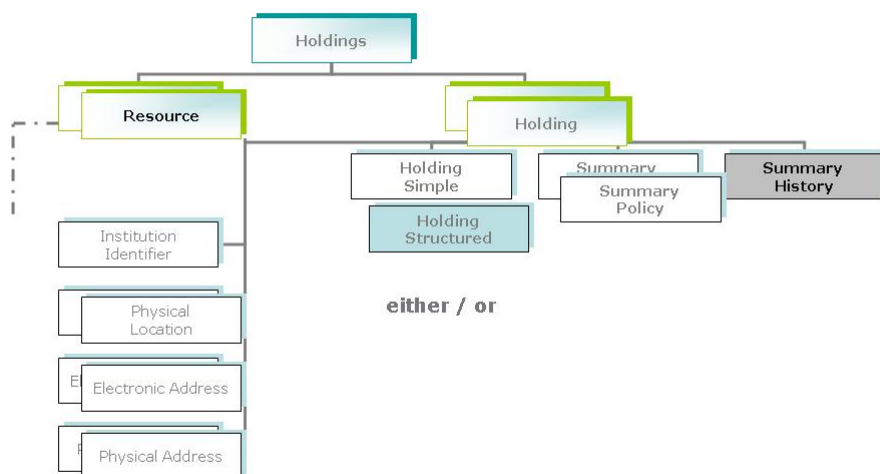 Holdings
Resource
Holding
Holding
Simple
Summary
Summary
Policy
Summary
History
Holding
Structured
Institution
Identifier
either / or
Physical
Location
Electronic Address
Physical Address